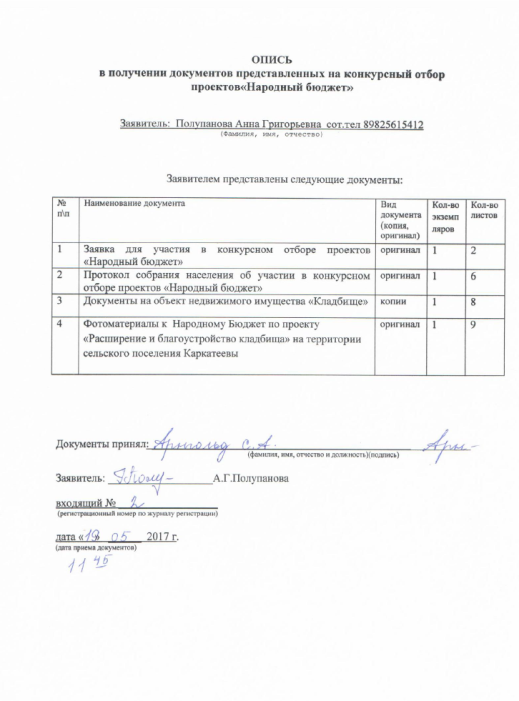 ОПИСЬ
в получении документов представленных на конкурсный отбор
проектов«Народный бюджет»
Заявитель: Полупанова Анна Григорьевна сот.тел 89825615412
(Фамилия, имя, отчество)
Заявителем представлены следующие документы:
№ п\п Наименование документа Вид документа (копия, оригинал) Кол-во экземп ляров Кол-во листов
1 Заявка для участия в конкурсном отборе проектов «Народный бюджет» оригинал 1 2
2 Протокол собрания населения об участии в конкурсном отборе проектов «Народный бюджет» оригинал 1 6
3 Документы на объект недвижимого имущества «Кладбище» копии 1 8
4 Фотоматериалы к Народному Бюджет по проекту «Расширение и благоустройство кладбища» на территории сельского поселения Каркатеевы оригинал 1 9
Документы принял: Арнгольд С.А.
(фамилия, имя, отчество и должность)(подпись)
Заявитель: А.Г.Полупанова
входящий № 2
(регистрационный номер по журналу регистрации)
дата «19» 05 2017 г.
(дата приема документов)
11 45